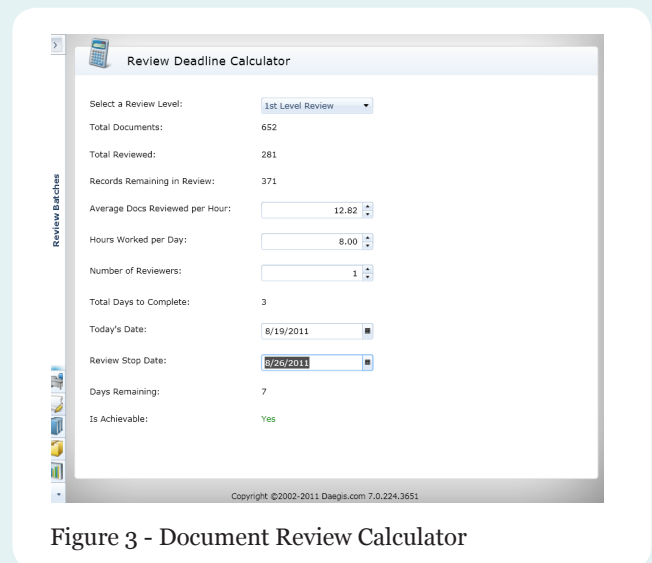 Review Deadline Calculator
Select a Review Level: 1st Level Review
Total Documents: 652
Total Reviewed: 281
Records Remaining in Review: 371
Average Docs Reviewed per Hour: 12.82
Hours Worked per Day: 8.00
Number of Reviewers: 1
Total Days to Complete: 3
Today's Date: 8/19/2011
Review Stop Date: 8/26/2011
Days Remaining: 7
Is Achievable: Yes
Review Batches
Copyright ©2002-2011 Daegis.com 7.0.224.3651
Figure 3 - Document Review Calculator